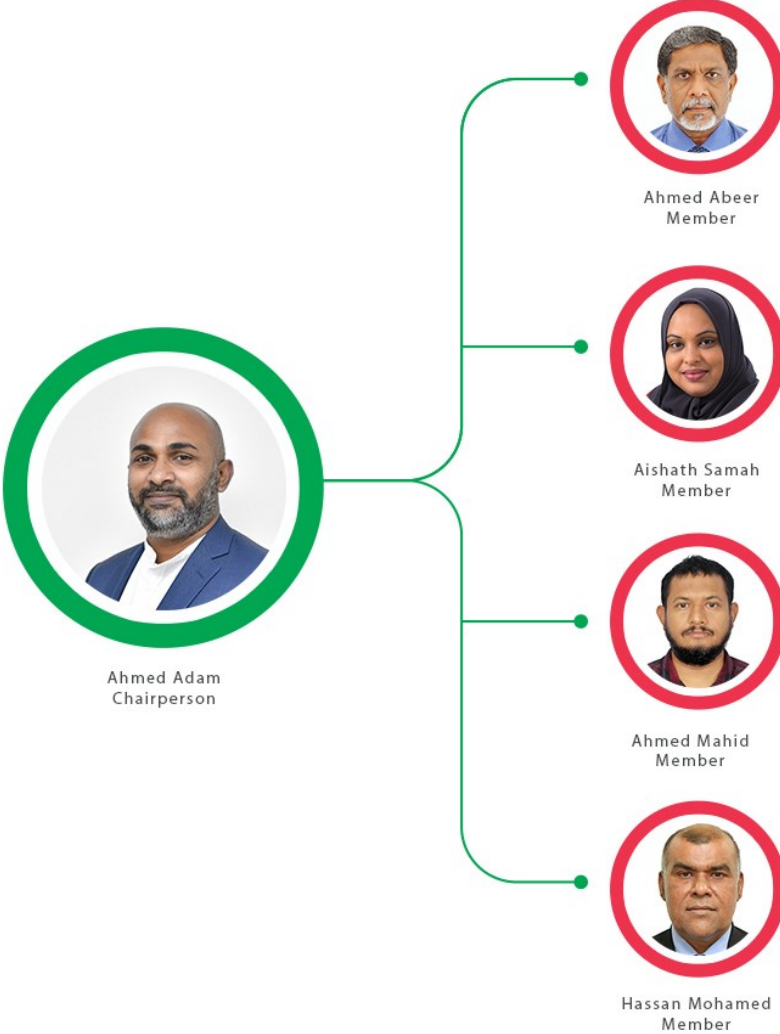 Ahmed Abeer
Member
Aishath Samah
Member
Ahmed Adam
Chairperson
Ahmed Mahid
Member
Hassan Mohamed
Member